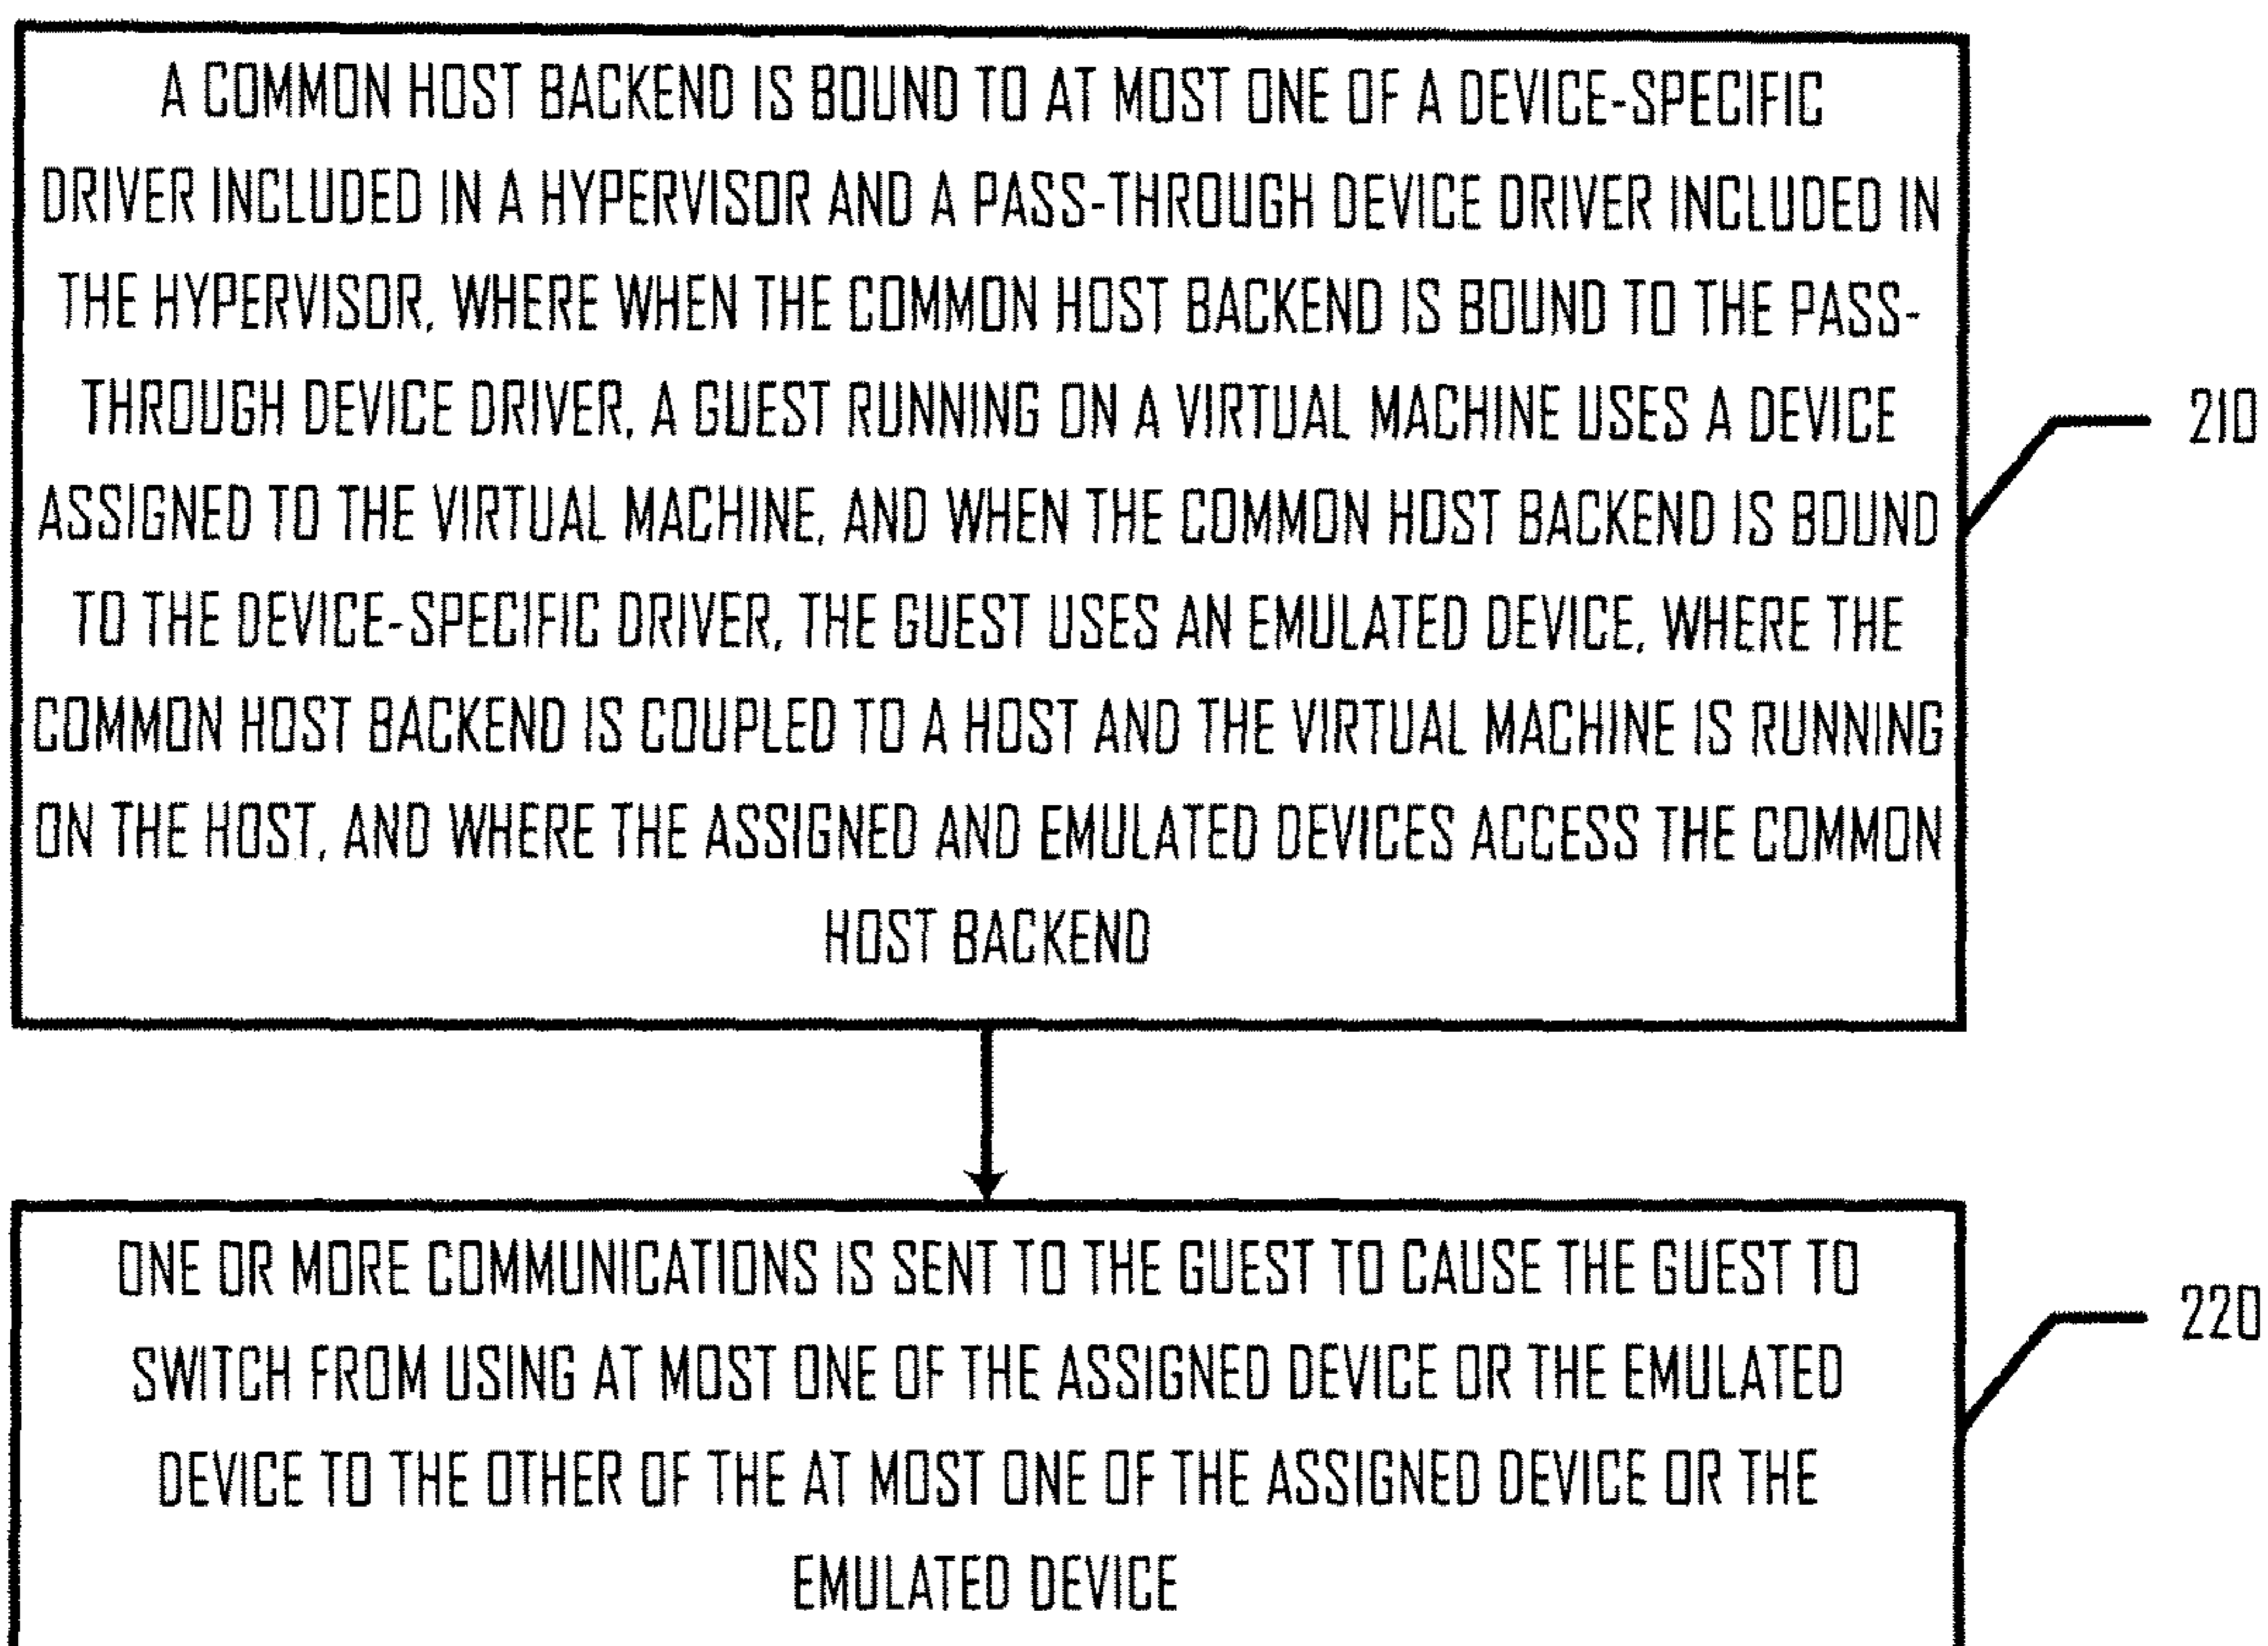 A COMMON HOST BACKEND IS BOUND TO AT MOST ONE OF A DEVICE-SPECIFIC
DRIVER INCLUDED IN A HYPERVISOR AND A PASS-THROUGH DEVICE DRIVER INCLUDED IN
THE HYPERVISOR, WHERE WHEN THE COMMON HOST BACKEND IS BOUND TO THE PASS-
THROUGH DEVICE DRIVER, A GUEST RUNNING ON A VIRTUAL MACHINE USES A DEVICE
210
ASSIGNED TO THE VIRTUAL MACHINE, AND WHEN THE COMMON HOST BACKEND IS BOUND
TO THE DEVICE-SPECIFIC DRIVER, THE GUEST USES AN EMULATED DEVICE, WHERE THE
COMMON HOST BACKEND IS COUPLED TO A HOST AND THE VIRTUAL MACHINE IS RUNNING
ON THE HOST, AND WHERE THE ASSIGNED AND EMULATED DEVICES ACCESS THE COMMON
HOST BACKEND
ONE OR MORE COMMUNICATIONS IS SENT TO THE GUEST TO CAUSE THE GUEST TO
220
SWITCH FROM USING AT MOST ONE OF THE ASSIGNED DEVICE OR THE EMULATED
DEVICE TO THE OTHER OF THE AT MOST ONE OF THE ASSIGNED DEVICE OR THE
EMULATED DEVICE